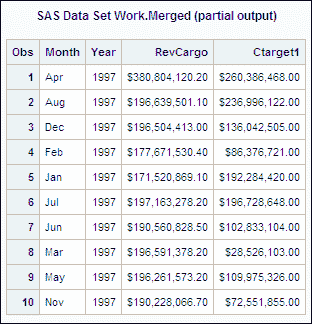 SAS Data Set Work.Merged (partial output)
Obs Month Year RevCargo Ctarget1
1 Apr 1997 $380,804,120.20 $260,386,468.00
2 Aug 1997 $196,639,501.10 $236,996,122.00
3 Dec 1997 $196,504,413.00 $136,042,505.00
4 Feb 1997 $177,671,530.40 $86,376,721.00
5 Jan 1997 $171,520,869.10 $192,284,420.00
6 Jul 1997 $197,163,278.20 $196,728,648.00
7 Jun 1997 $190,560,828.50 $102,833,104.00
8 Mar 1997 $196,591,378.20 $28,526,103.00
9 May 1997 $196,261,573.20 $109,975,326.00
10 Nov 1997 $190,228,066.70 $72,551,855.00